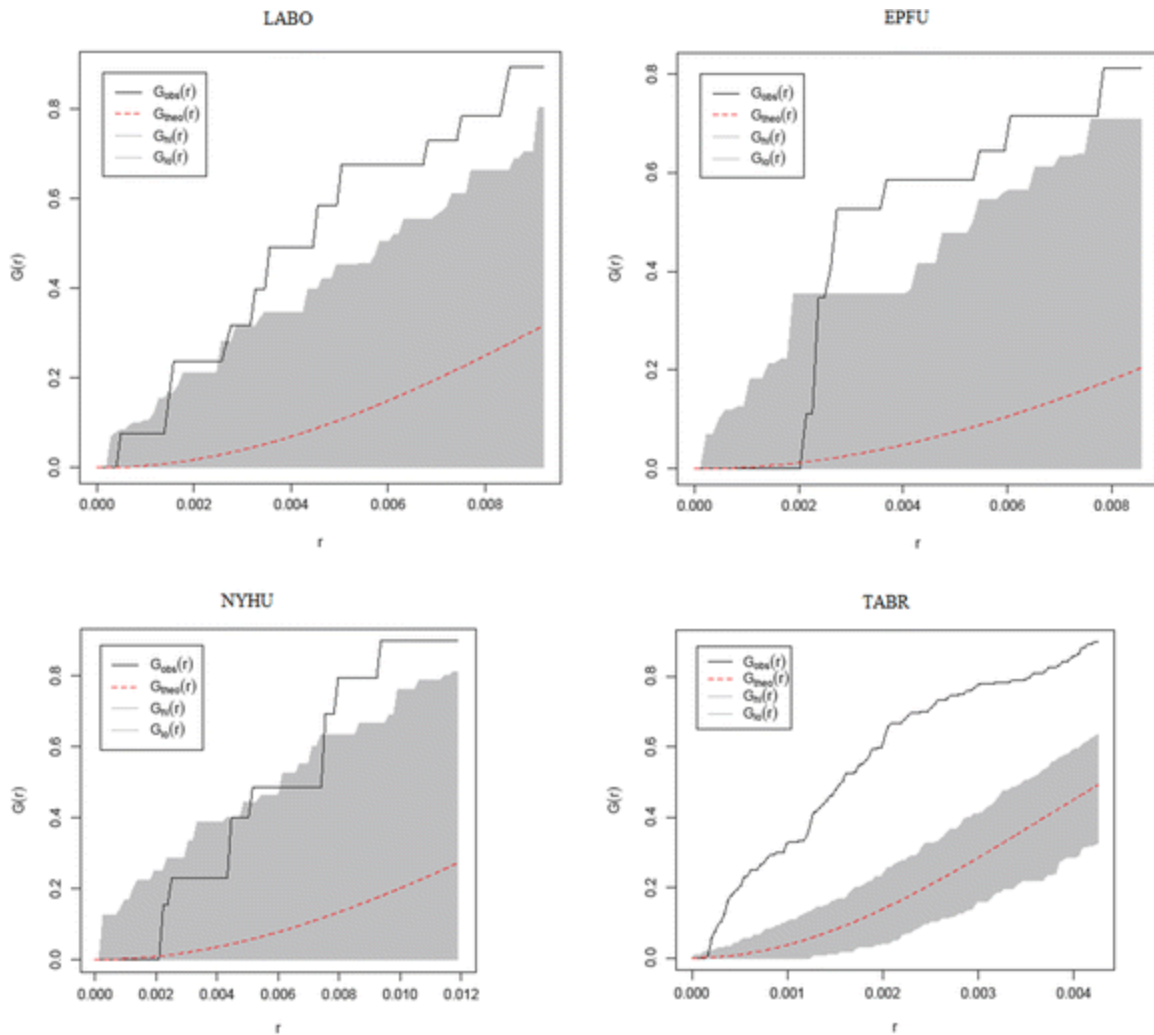 LABO
G(r)
0.0 0.2 0.4 0.6 0.8
Gobs(r)
Gtheo(r)
Ghi(r)
Glo(r)
0.000 0.002 0.004 0.006 0.008
r
EPFU
G(r)
0.0 0.2 0.4 0.6 0.8
Gobs(r)
Gtheo(r)
Ghi(r)
Glo(r)
0.000 0.002 0.004 0.006 0.008
r
NYHU
G(r)
0.0 0.2 0.4 0.6 0.8
Gobs(r)
Gtheo(r)
Ghi(r)
Glo(r)
0.000 0.002 0.004 0.006 0.008 0.010 0.012
r
TABR
G(r)
0.0 0.2 0.4 0.6 0.8
Gobs(r)
Gtheo(r)
Ghi(r)
Glo(r)
0.000 0.001 0.002 0.003 0.004
r